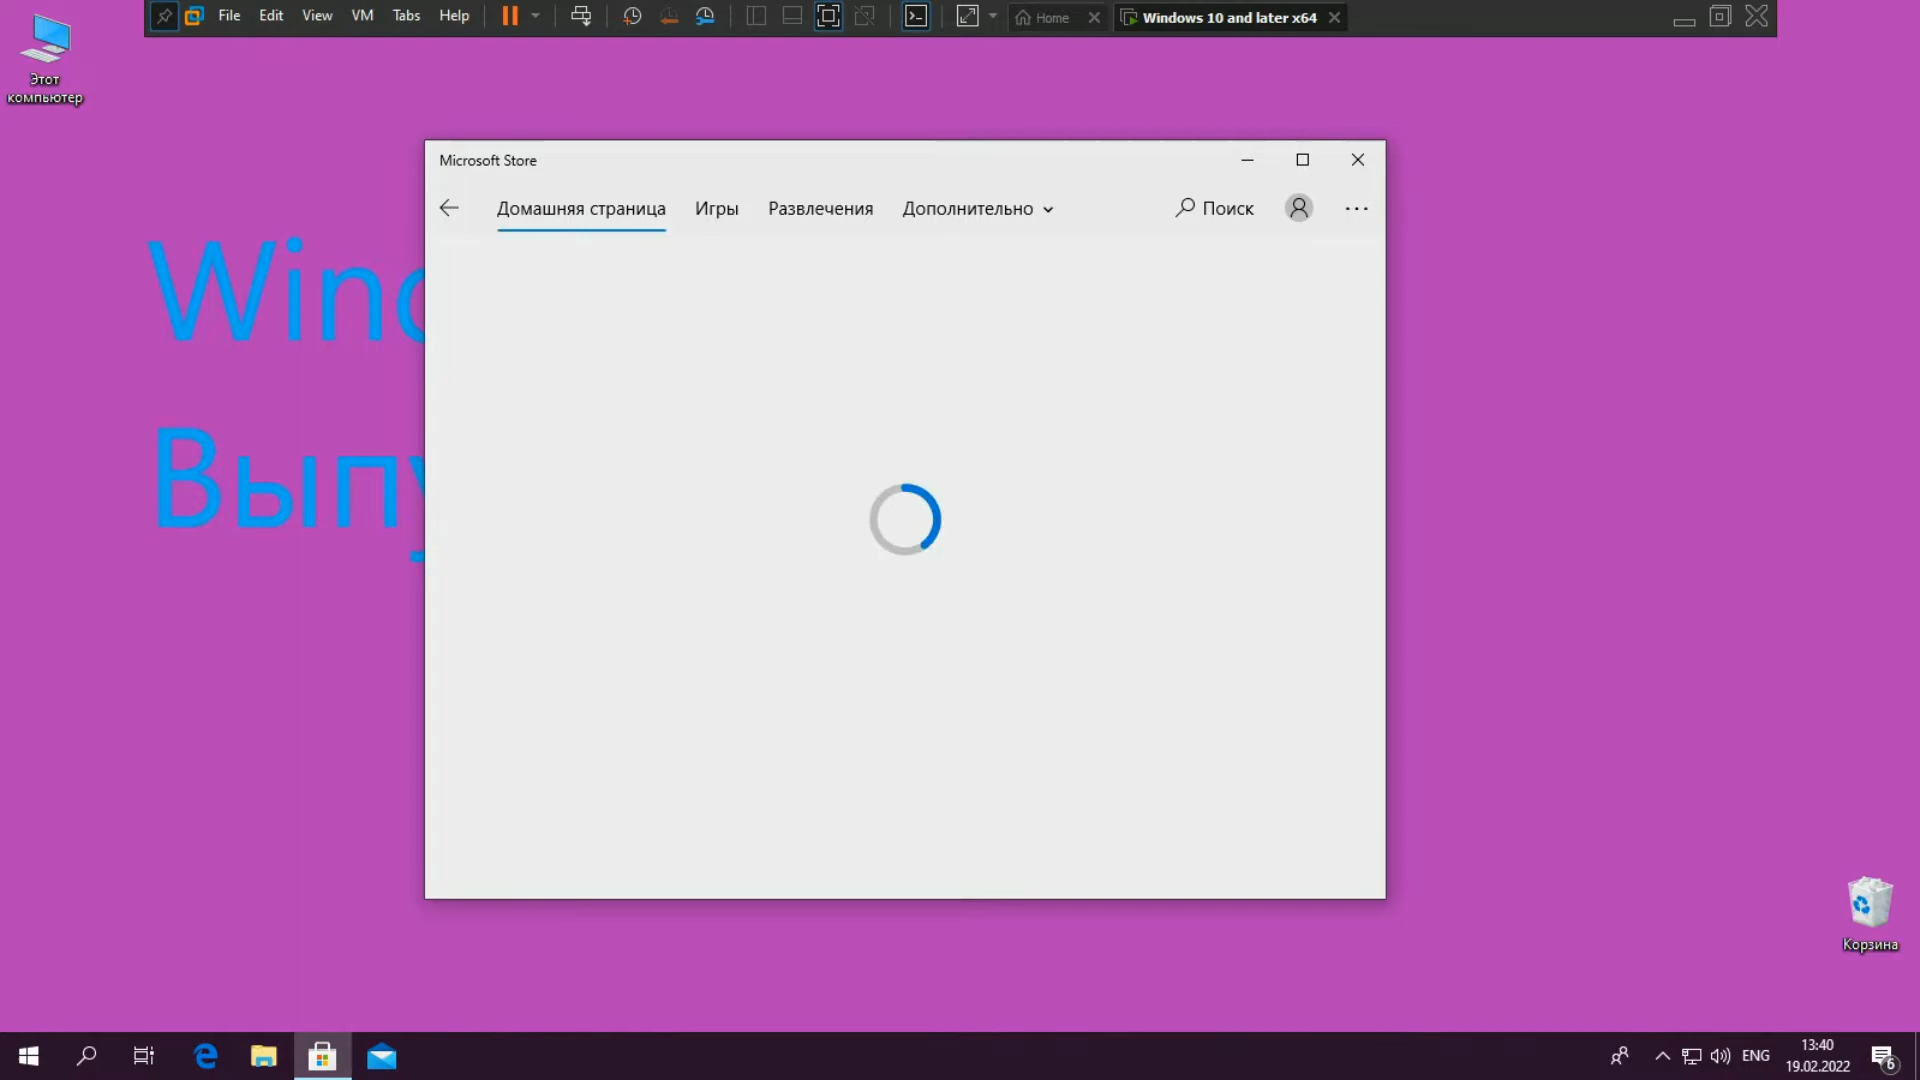 File Edit View VM Tabs Help
Home
Windows 10 and later x64
Этот
компьютер
Microsoft Store
Домашняя страница Игры Развлечения Дополнительно Поиск
Wind
Выпу
Корзина
ENG
13:40
19.02.2022
6